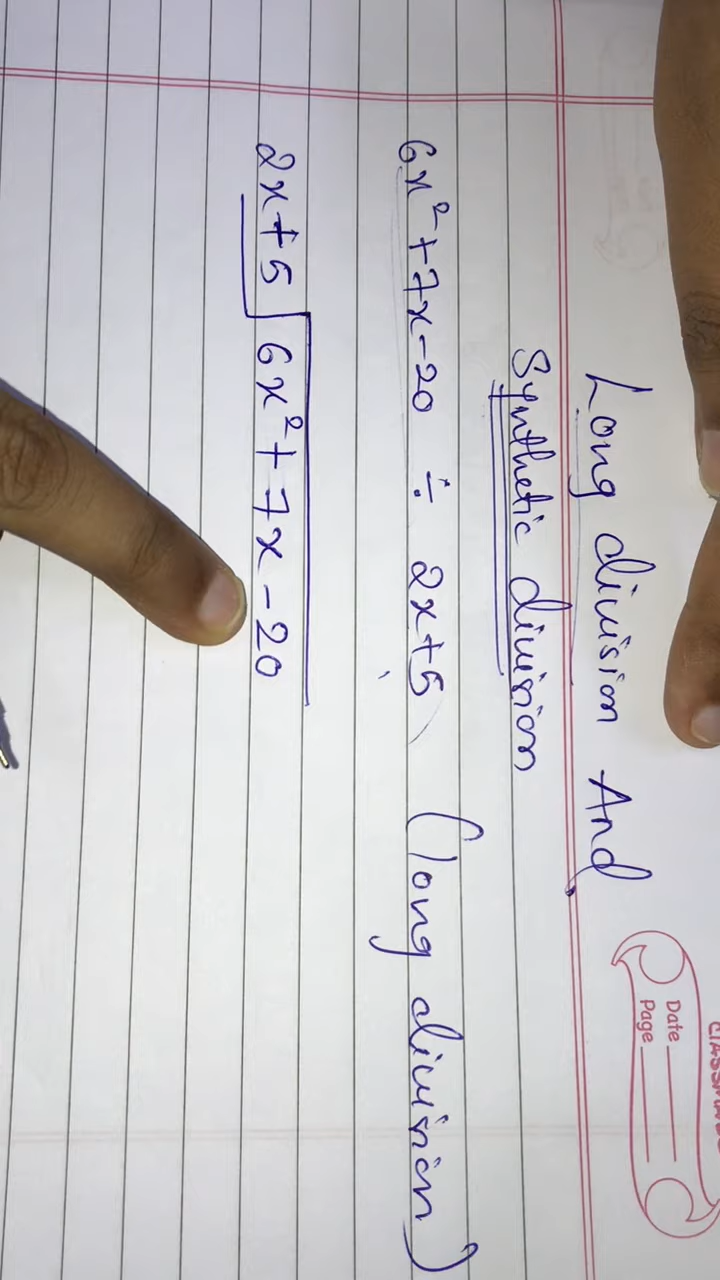 Date
Page
Long division And
Synthetic division
6x²+7x-20 ÷ 2x+5 (long division)
2x+5 6x²+7x-20